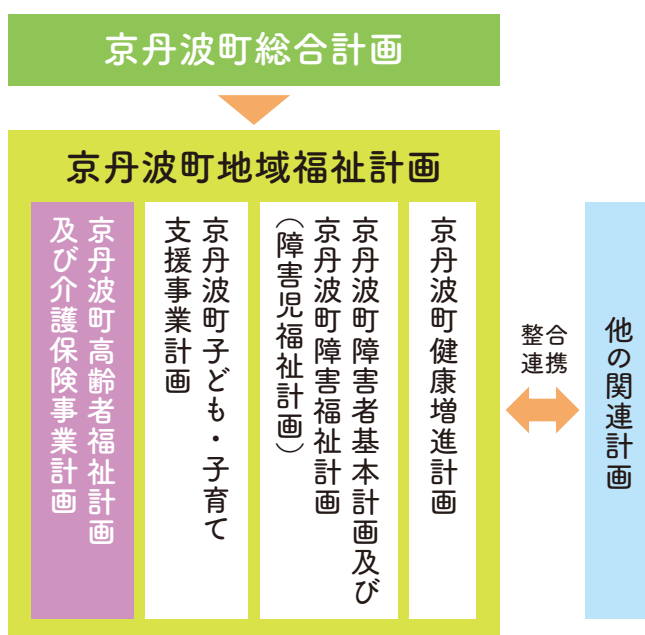 京丹波町総合計画
京丹波町地域福祉計画
京丹波町健康増進計画
京丹波町障害者基本計画及び
京丹波町障害福祉計画
（障害児福祉計画）
京丹波町子ども・子育て
支援事業計画
京丹波町高齢者福祉計画
及び介護保険事業計画
整合
連携
他の関連計画